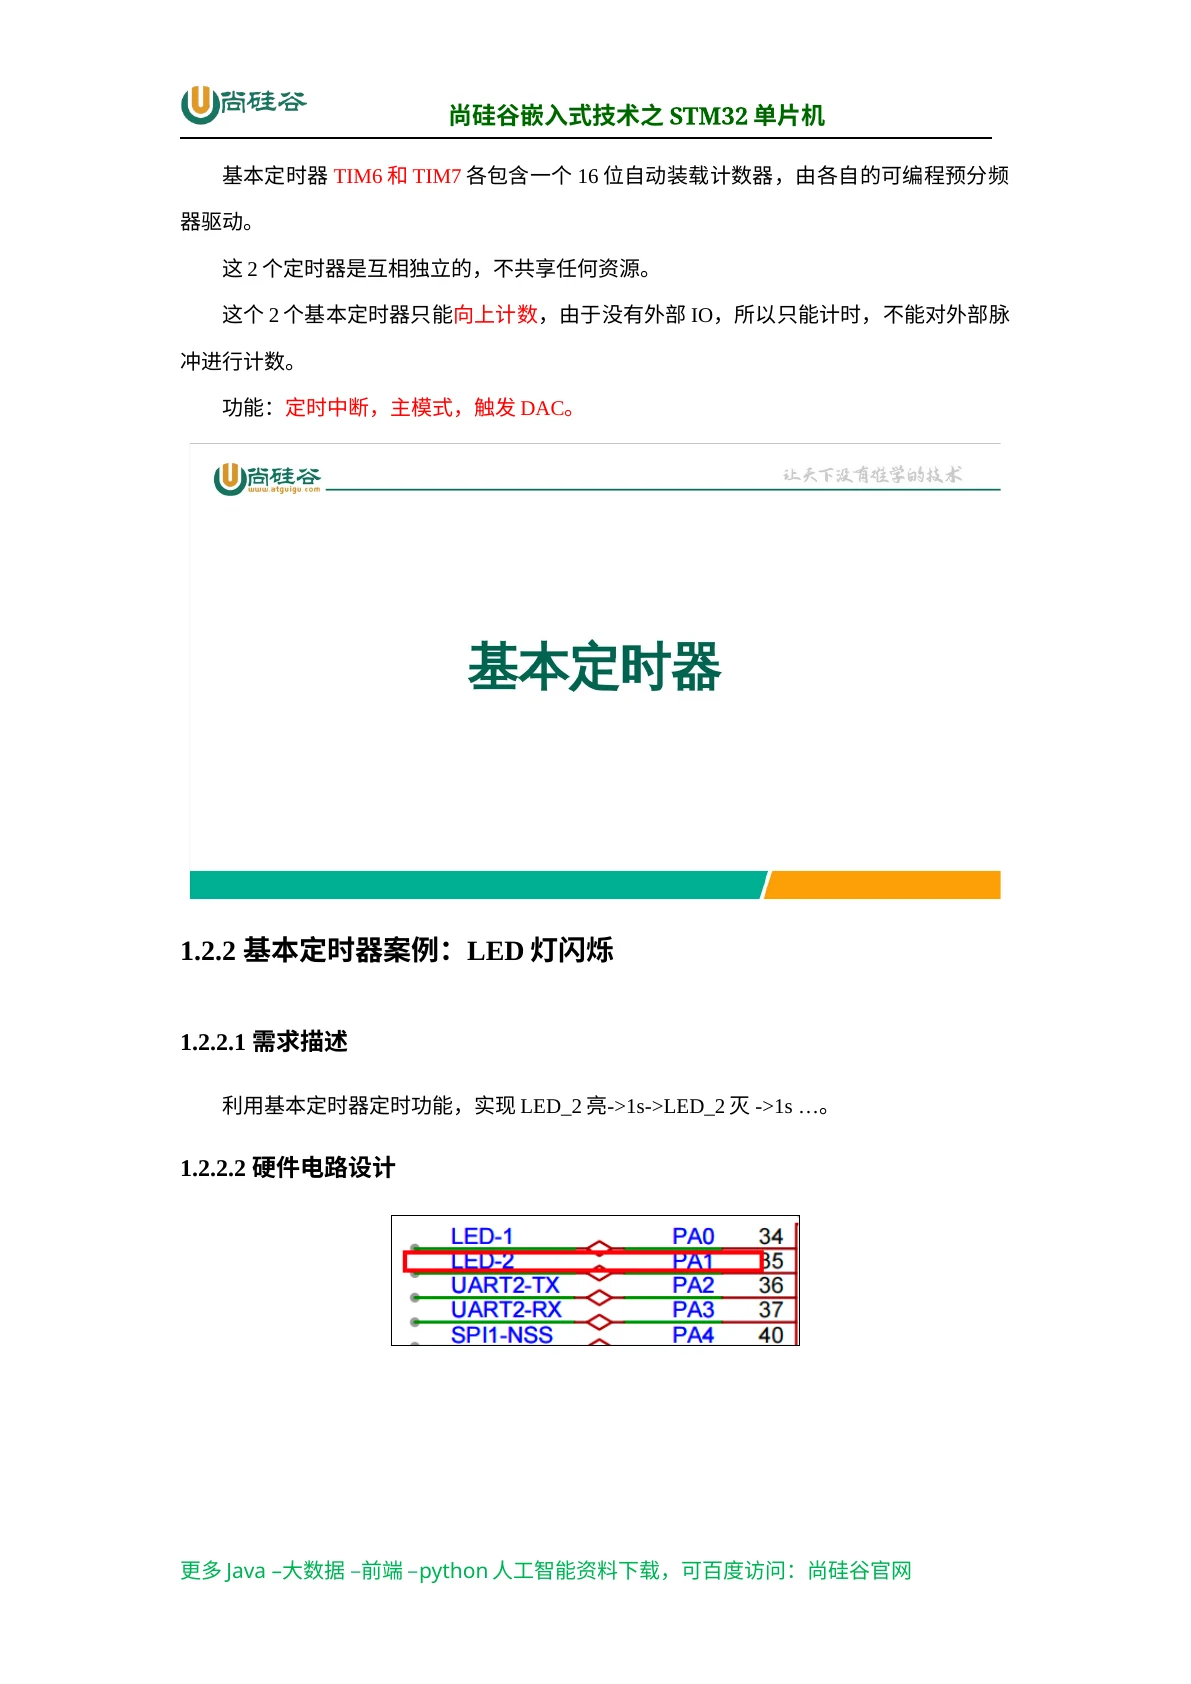 尚硅谷
尚硅谷嵌入式技术之 STM32 单片机
基本定时器 TIM6 和 TIM7 各包含一个 16 位自动装载计数器，由各自的可编程预分频
器驱动。
这 2 个定时器是互相独立的，不共享任何资源。
这个 2 个基本定时器只能向上计数，由于没有外部 IO，所以只能计时，不能对外部脉
冲进行计数。
功能：定时中断，主模式，触发 DAC。
尚硅谷
www.atguigu.com
让天下没有难学的技术
基本定时器
1.2.2 基本定时器案例：LED 灯闪烁
1.2.2.1 需求描述
利用基本定时器定时功能，实现 LED_2 亮->1s->LED_2 灭 ->1s …。
1.2.2.2 硬件电路设计
LED-1 PA0 34
LED-2 PA1 35
UART2-TX PA2 36
UART2-RX PA3 37
SPI1-NSS PA4 40
更多 Java –大数据 –前端 –python 人工智能资料下载，可百度访问：尚硅谷官网